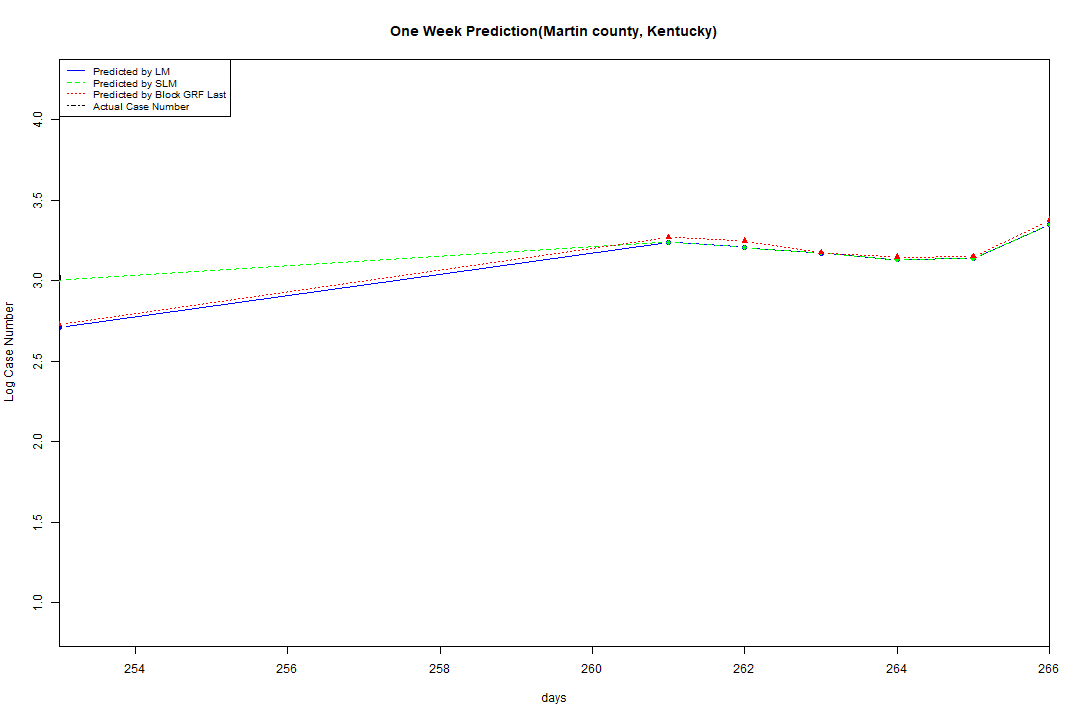 One Week Prediction(Martin county, Kentucky)
Predicted by LM
Predicted by SLM
Predicted by Block GRF Last
Actual Case Number
4.0
3.5
3.0
2.5
2.0
1.5
1.0
Log Case Number
254 256 258 260 262 264 266
days